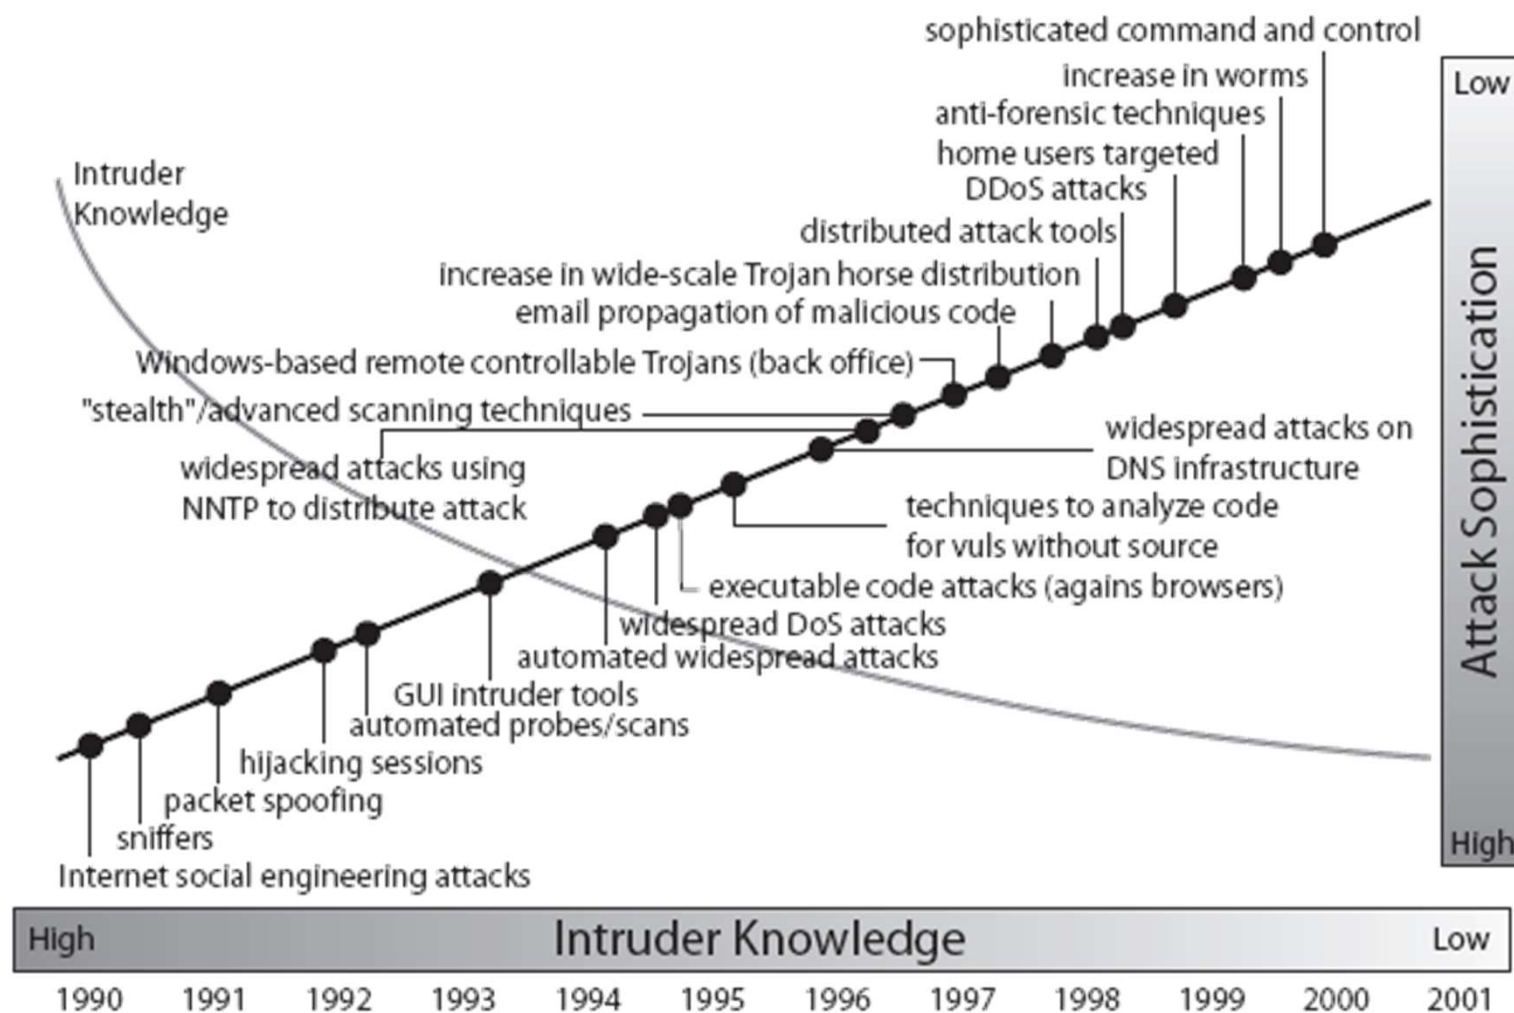 sophisticated command and control
increase in worms
anti-forensic techniques
home users targeted
DDoS attacks
distributed attack tools
increase in wide-scale Trojan horse distribution
email propagation of malicious code
Windows-based remote controllable Trojans (back office)
"stealth"/advanced scanning techniques
widespread attacks using
NNTP to distribute attack
Intruder
Knowledge
widespread attacks on
DNS infrastructure
techniques to analyze code
for vuls without source
executable code attacks (agains browsers)
widespread DoS attacks
automated widespread attacks
GUI intruder tools
automated probes/scans
hijacking sessions
packet spoofing
sniffers
Internet social engineering attacks
Low
Attack Sophistication
High
High Intruder Knowledge Low
1990 1991 1992 1993 1994 1995 1996 1997 1998 1999 2000 2001